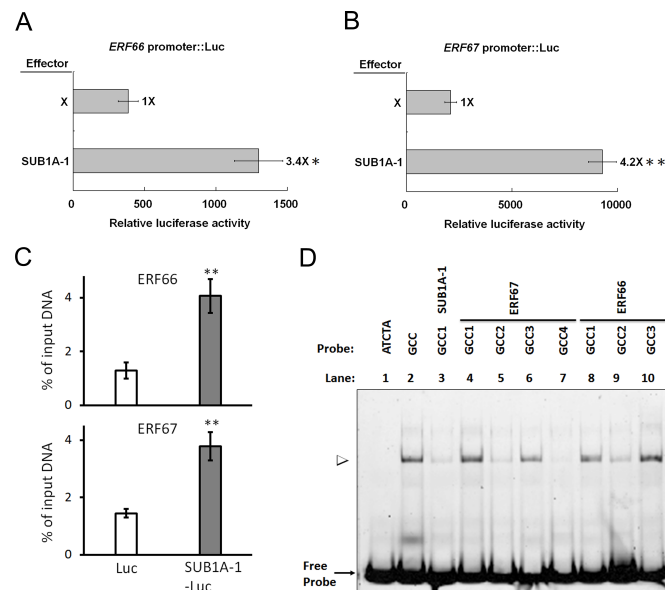 A
ERF66 promoter::Luc
Effector
X
1X
SUB1A-1
3.4X *
0
500
1000
1500
Relative luciferase activity
B
ERF67 promoter::Luc
Effector
X
1X
SUB1A-1
4.2X **
0
5000
10000
Relative luciferase activity
C
ERF66
**
% of input DNA
4
2
0
ERF67
**
% of input DNA
4
2
0
Luc
SUB1A-1
-Luc
D
SUB1A-1
ERF67
ERF66
Probe:
ATCTA
GCC
GCC1
GCC1
GCC2
GCC3
GCC4
GCC1
GCC2
GCC3
Lane:
1 2 3 4 5 6 7 8 9 10
Free
Probe